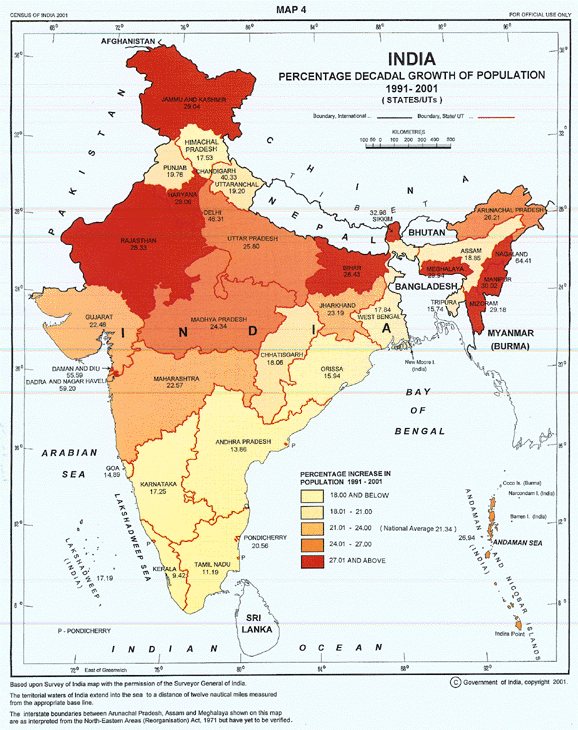 MAP 4
CENSUS OF INDIA 2001
FOR OFFICIAL USE ONLY
INDIA
PERCENTAGE DECADAL GROWTH OF POPULATION
1991- 2001
( STATES/UTs )
Boundary, International ..
Boundary, State/ UT ..
KILOMETRES
AFGHANISTAN
PAKISTAN
CHINA
TIBET
NEPAL
BHUTAN
BANGLADESH
MYANMAR
(BURMA)
JAMMU AND KASHMIR
29.04
HIMACHAL
PRADESH
17.53
PUNJAB
19.76
CHANDIGARH
40.33
UTTARANCHAL
19.20
HARYANA
28.06
DELHI
46.31
RAJASTHAN
28.33
UTTAR PRADESH
25.80
BIHAR
28.43
32.98
SIKKIM
ARUNACHAL PRADESH
26.21
ASSAM
18.85
NAGALAND
64.41
MEGHALAYA
MANIPUR
30.02
TRIPURA
15.74
MIZORAM
29.18
GUJARAT
22.48
MADHYA PRADESH
24.34
JHARKHAND
23.19
17.84
WEST BENGAL
INDIA
CHHATISGARH
18.06
ORISSA
15.94
New Moore I.
(India)
DAMAN AND DIU
55.59
DADRA AND NAGAR HAVELI
59.20
MAHARASHTRA
22.57
ANDHRA PRADESH
13.86
GOA
14.89
KARNATAKA
17.25
P
PONDICHERRY
20.56
P
P
P
KERALA
9.42
TAMIL NADU
11.19
ARABIAN
SEA
BAY
OF
BENGAL
LAKSHADWEEP SEA
LAKSHADWEEP
(INDIA)
17.19
PERCENTAGE INCREASE IN
POPULATION 1991 - 2001
18.00 AND BELOW
18.01 - 21.00
21.01 - 24.00 ( National Average 21.34 )
24.01 - 27.00
27.01 AND ABOVE
Coco Is. (Burma)
Narcondam I. (India)
Barren I. (India)
ANDAMAN SEA
26.94
ANDAMAN AND NICOBAR ISLANDS
(INDIA)
Indira Point
SRI
LANKA
P - PONDICHERRY
INDIAN OCEAN
East of Greenwich
Based upon Survey of India map with the permission of the Surveyor General of India.
© Government of India, copyright 2001.
The territorial waters of India extend into the sea to a distance of twelve nautical miles measured
from the appropriate base line.
The interstate boundaries between Arunachal Pradesh, Assam and Meghalaya shown on this map
are as interpreted from the North-Eastern Areas (Reorganisation) Act, 1971 but have yet to be verified.